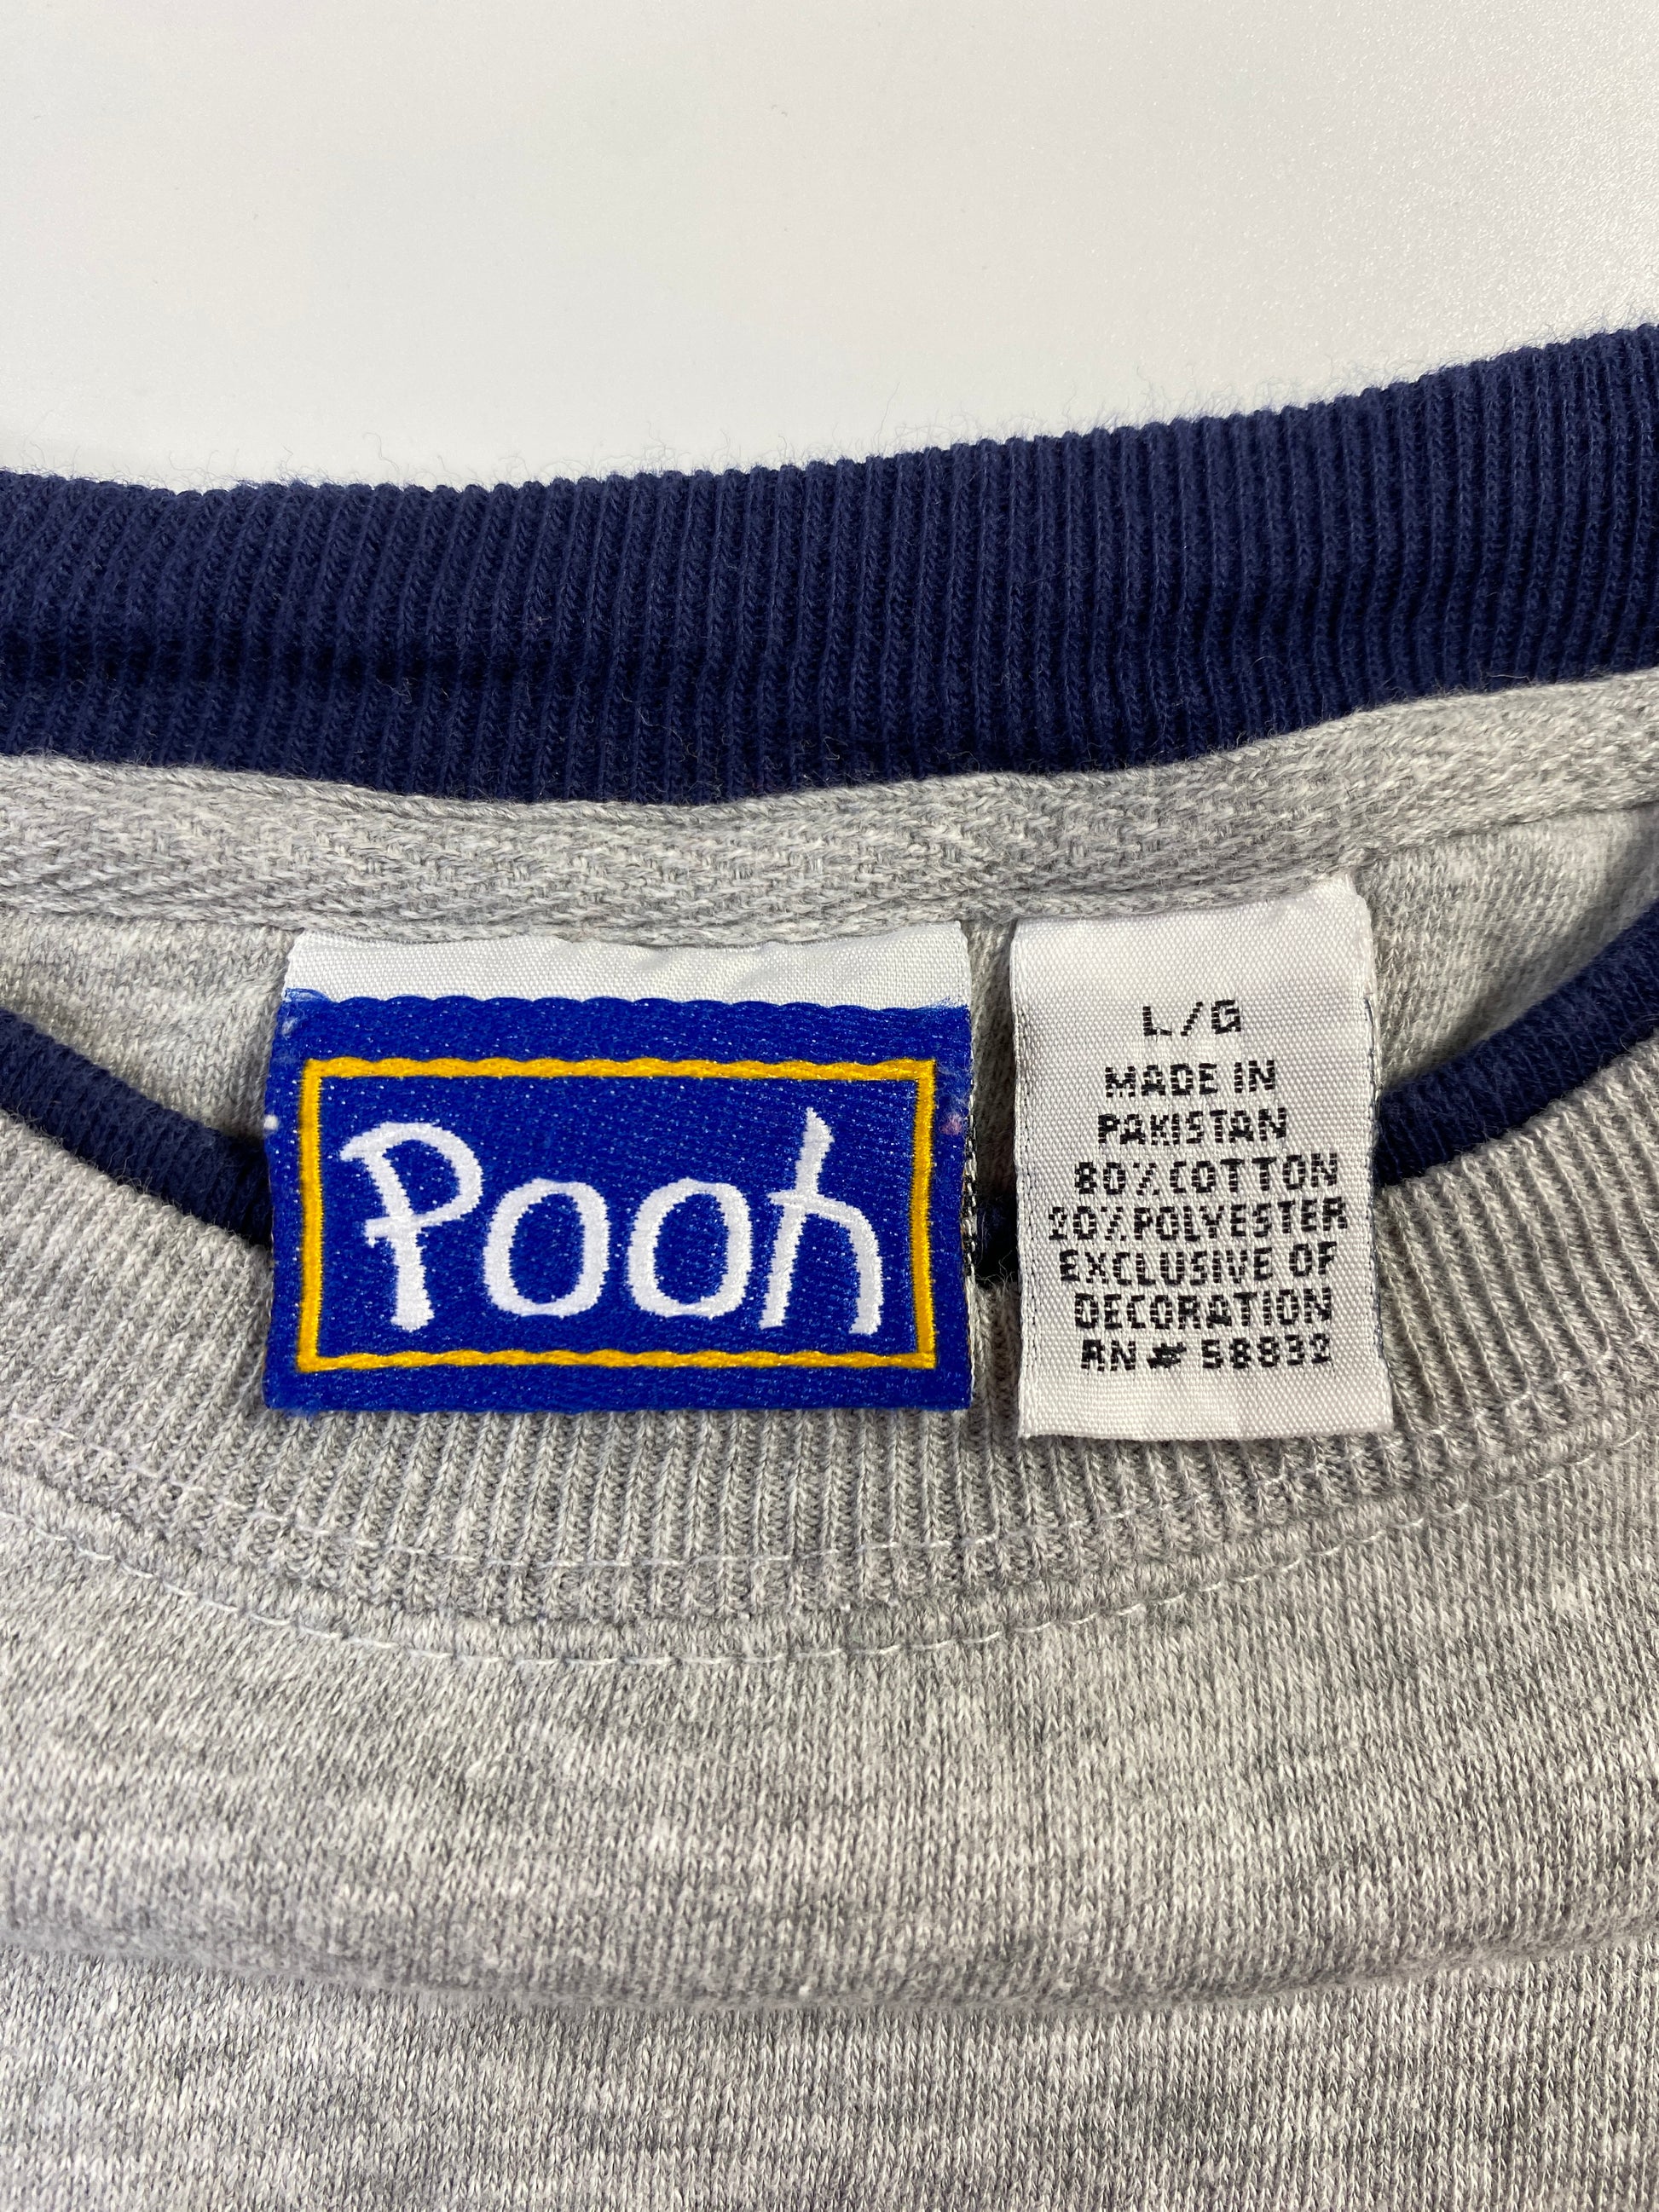 Pooh
L/G
MADE IN
PAKISTAN
80% COTTON
20% POLYESTER
EXCLUSIVE OF
DECORATION
RN # 58832